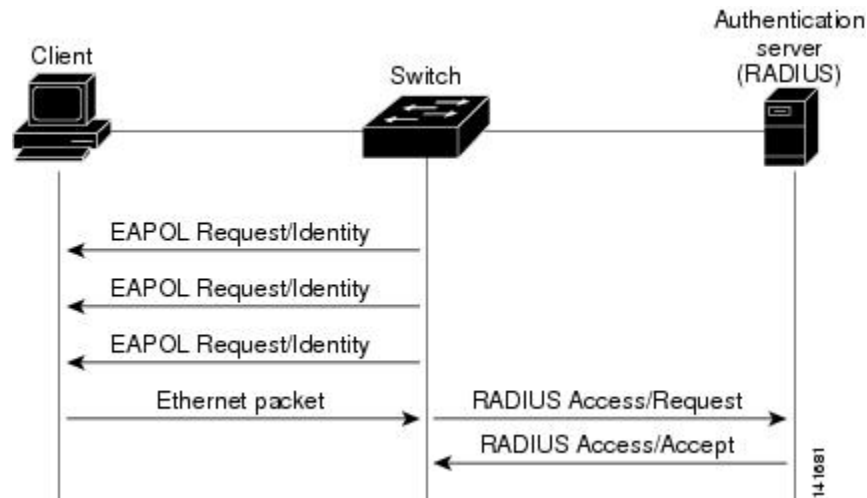 Authentication
server
(RADIUS)
Client
Switch
EAPOL Request/Identity
EAPOL Request/Identity
EAPOL Request/Identity
Ethernet packet
RADIUS Access/Request
RADIUS Access/Accept
141681